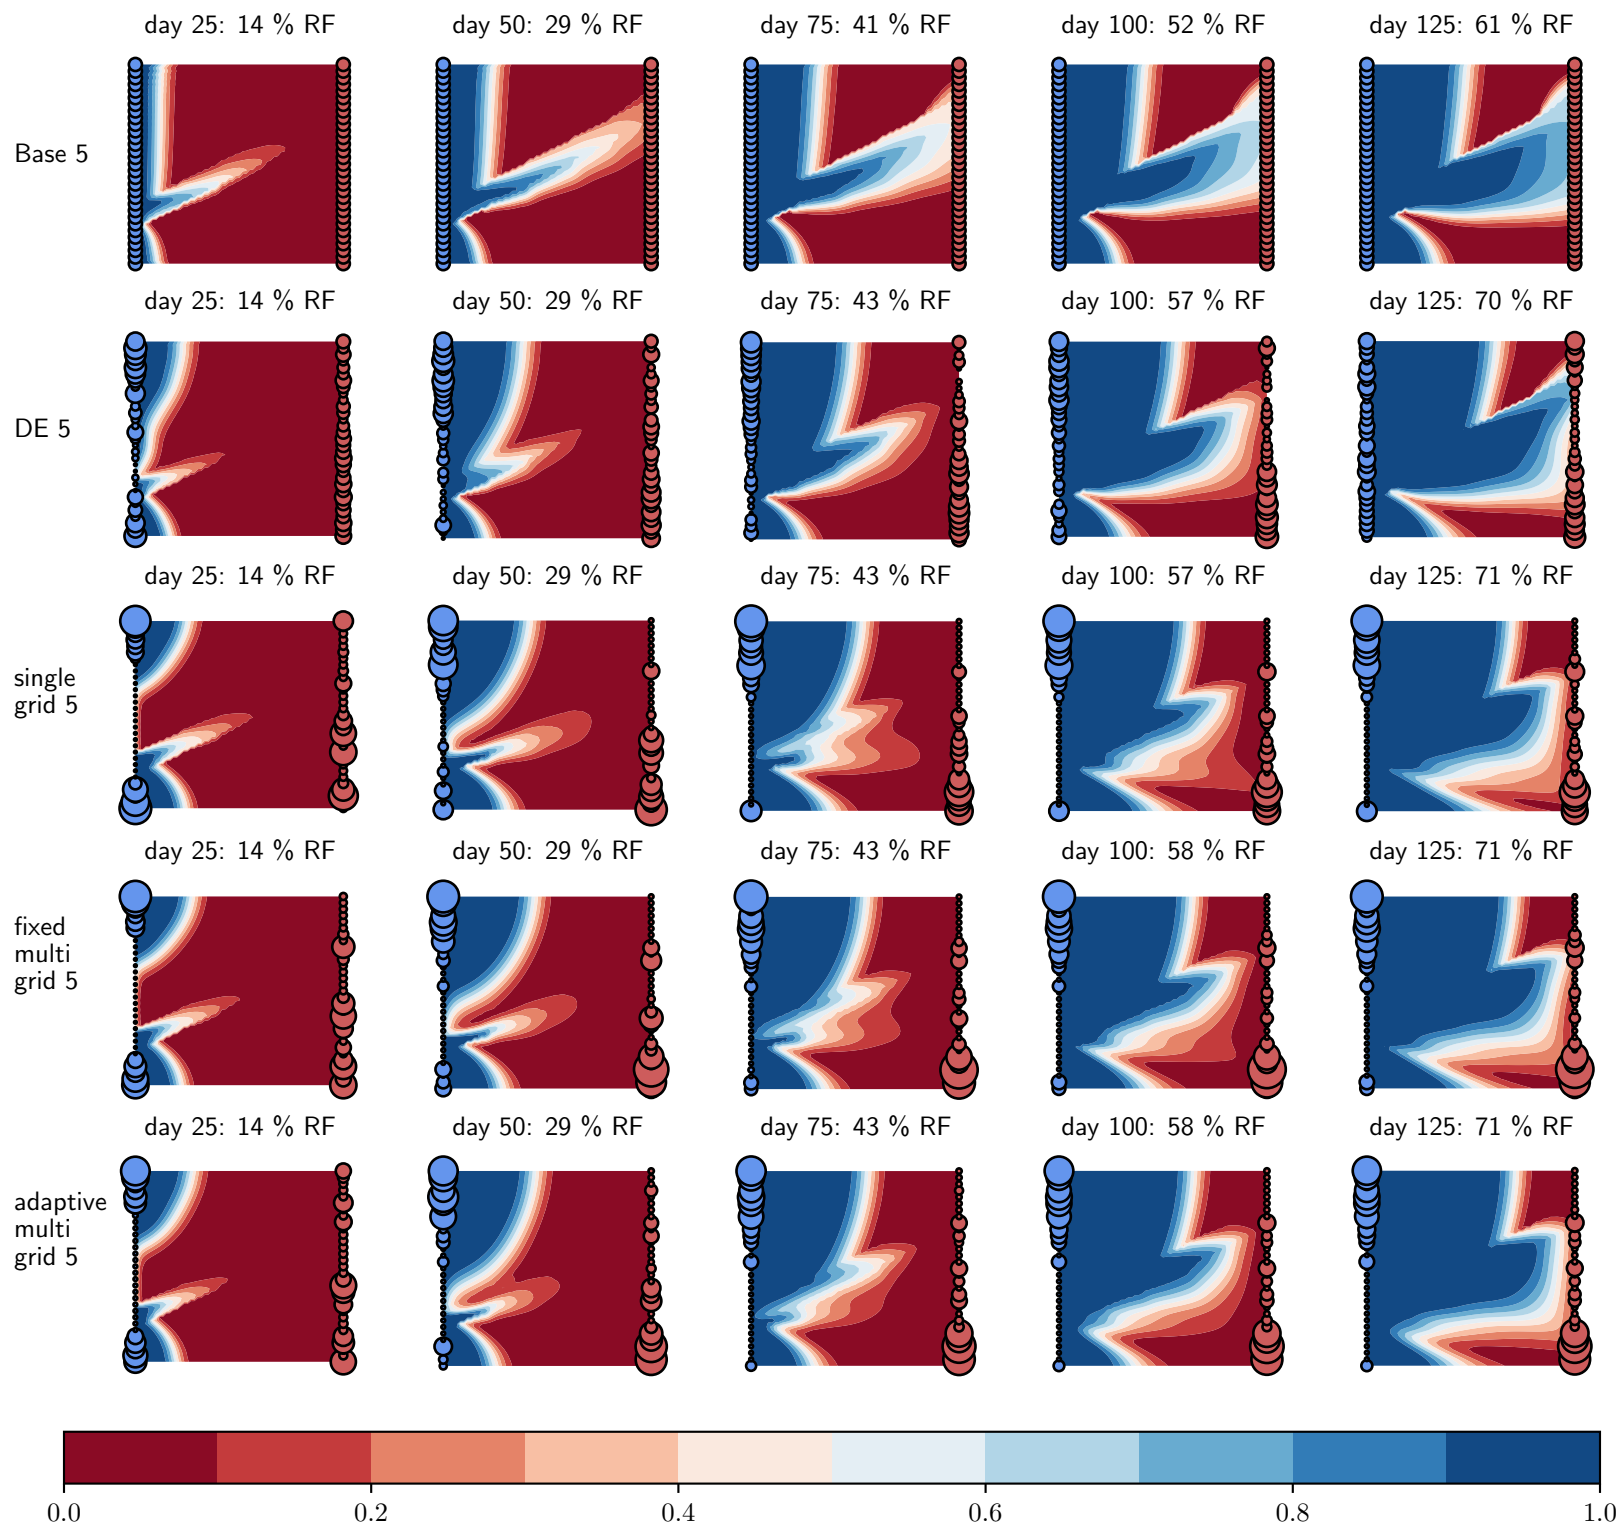 day 25: 14 % RF
day 50: 29 % RF
day 75: 41 % RF
day 100: 52 % RF
day 125: 61 % RF
Base 5
day 25: 14 % RF
day 50: 29 % RF
day 75: 43 % RF
day 100: 57 % RF
day 125: 70 % RF
DE 5
day 25: 14 % RF
day 50: 29 % RF
day 75: 43 % RF
day 100: 57 % RF
day 125: 71 % RF
single
grid 5
day 25: 14 % RF
day 50: 29 % RF
day 75: 43 % RF
day 100: 58 % RF
day 125: 71 % RF
fixed
multi
grid 5
day 25: 14 % RF
day 50: 29 % RF
day 75: 43 % RF
day 100: 58 % RF
day 125: 71 % RF
adaptive
multi
grid 5
0.0
0.2
0.4
0.6
0.8
1.0